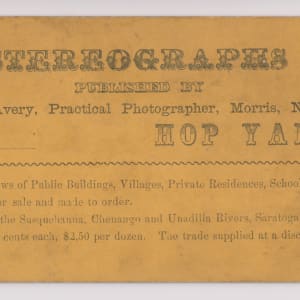 STEREOGRAPHS
PUBLISHED BY
Avery, Practical Photographer, Morris, N
HOP YA
ws of Public Buildings, Villages, Private Residences, Schoo
r sale and made to order.
the Susquehanna, Chenango and Unadilla Rivers, Saratoga
cents each, $2,50 per dozen. The trade supplied at a disc